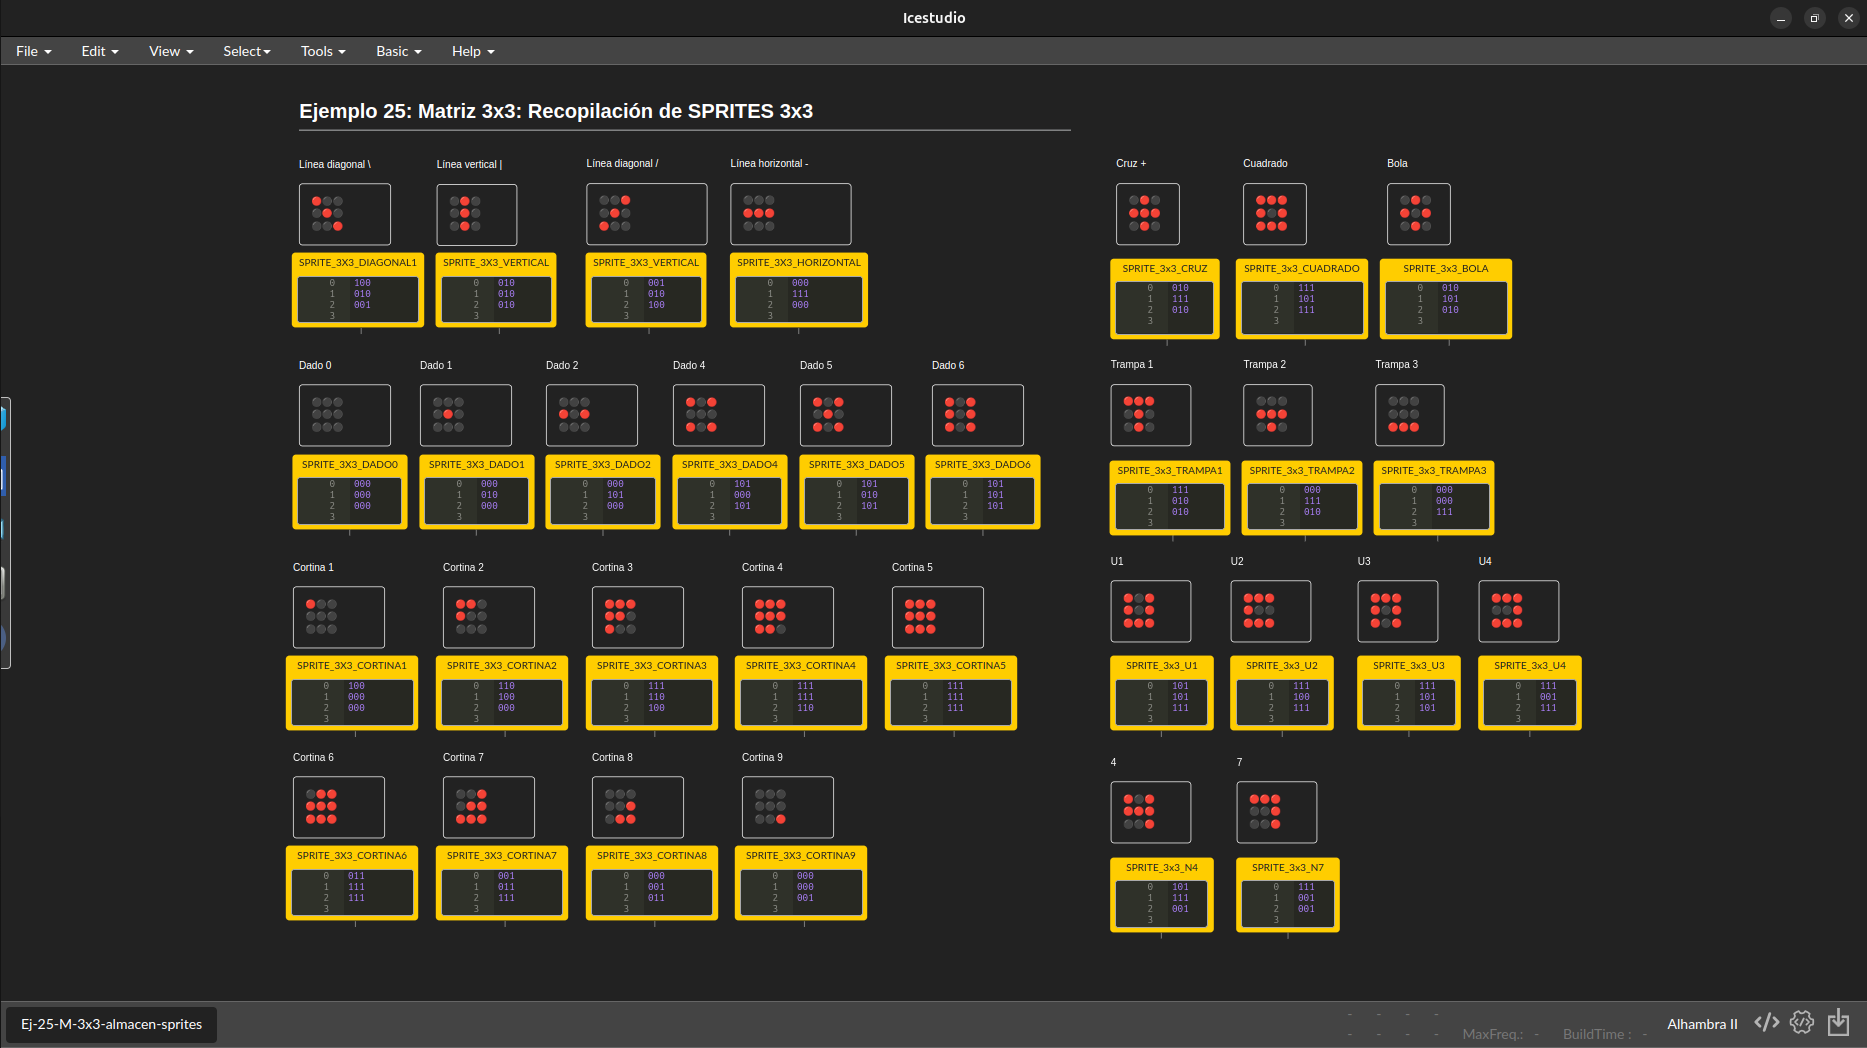 Icestudio
File Edit View Select Tools Basic Help
Ejemplo 25: Matriz 3x3: Recopilación de SPRITES 3x3
Línea diagonal \ Línea vertical | Línea diagonal / Línea horizontal - Cruz + Cuadrado Bola
SPRITE_3X3_DIAGONAL1 SPRITE_3X3_VERTICAL SPRITE_3X3_VERTICAL SPRITE_3X3_HORIZONTAL SPRITE_3x3_CRUZ SPRITE_3x3_CUADRADO SPRITE_3x3_BOLA
0 100 0 010 0 001 0 000 0 010 0 111 0 010
1 010 1 010 1 010 1 111 1 111 1 101 1 101
2 001 2 010 2 100 2 000 2 010 2 111 2 010
3 3 3 3 3 3 3
Dado 0 Dado 1 Dado 2 Dado 4 Dado 5 Dado 6 Trampa 1 Trampa 2 Trampa 3
SPRITE_3X3_DADO0 SPRITE_3X3_DADO1 SPRITE_3X3_DADO2 SPRITE_3X3_DADO4 SPRITE_3X3_DADO5 SPRITE_3X3_DADO6 SPRITE_3x3_TRAMPA1 SPRITE_3x3_TRAMPA2 SPRITE_3x3_TRAMPA3
0 000 0 000 0 000 0 101 0 101 0 101 0 111 0 000 0 000
1 000 1 010 1 101 1 000 1 010 1 101 1 010 1 111 1 000
2 000 2 000 2 000 2 101 2 101 2 101 2 010 2 010 2 111
3 3 3 3 3 3 3 3 3
Cortina 1 Cortina 2 Cortina 3 Cortina 4 Cortina 5 U1 U2 U3 U4
SPRITE_3X3_CORTINA1 SPRITE_3X3_CORTINA2 SPRITE_3X3_CORTINA3 SPRITE_3X3_CORTINA4 SPRITE_3X3_CORTINA5 SPRITE_3x3_U1 SPRITE_3x3_U2 SPRITE_3x3_U3 SPRITE_3x3_U4
0 100 0 110 0 111 0 111 0 111 0 101 0 111 0 111 0 111
1 000 1 100 1 110 1 111 1 111 1 101 1 100 1 101 1 001
2 000 2 000 2 100 2 110 2 111 2 111 2 111 2 101 2 111
3 3 3 3 3 3 3 3 3
Cortina 6 Cortina 7 Cortina 8 Cortina 9 4 7
SPRITE_3X3_CORTINA6 SPRITE_3X3_CORTINA7 SPRITE_3X3_CORTINA8 SPRITE_3X3_CORTINA9 SPRITE_3x3_N4 SPRITE_3x3_N7
0 011 0 001 0 000 0 000 0 101 0 111
1 111 1 011 1 001 1 000 1 111 1 001
2 111 2 111 2 011 2 001 2 001 2 001
3 3 3 3 3 3
Ej-25-M-3x3-almacen-sprites
- - - -
- - - - MaxFreq.: - BuildTime : - Alhambra II